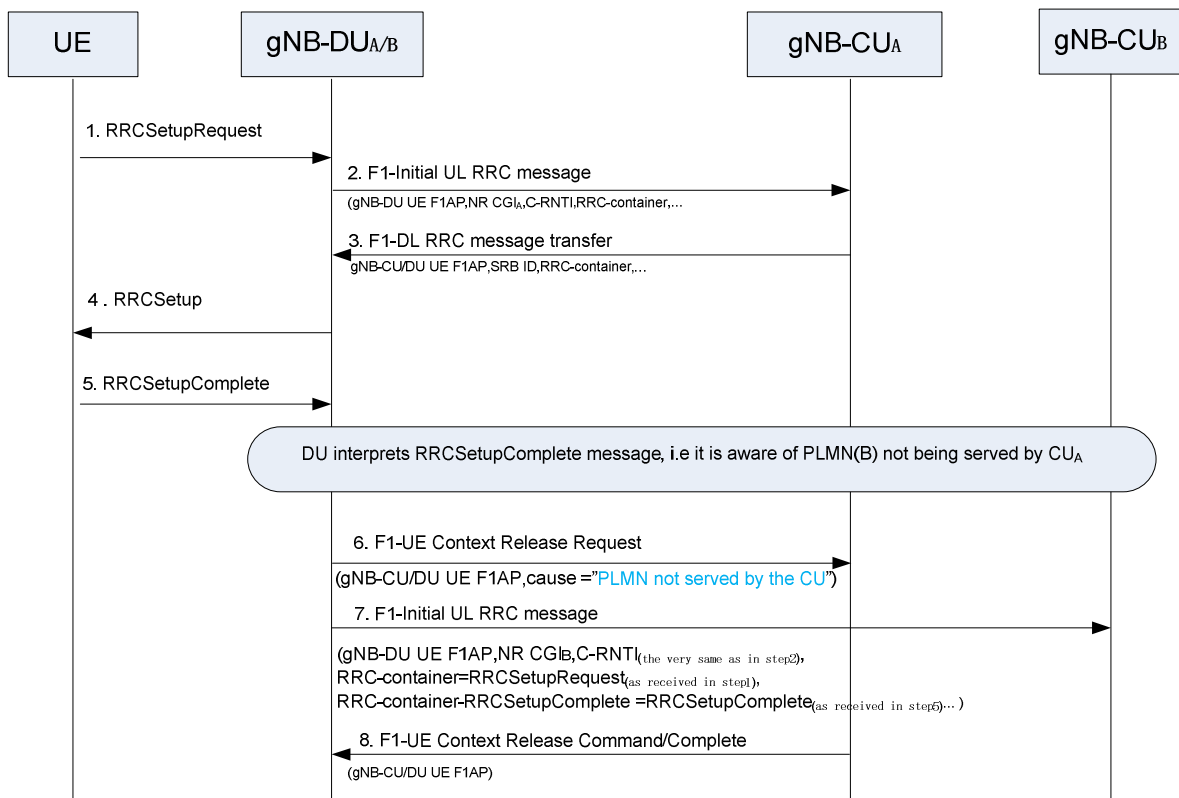 UE
gNB-DUA/B
gNB-CUA
gNB-CUB
1. RRCSetupRequest
2. F1-Initial UL RRC message
(gNB-DU UE F1AP,NR CGIA,C-RNTI,RRC-container,...
3. F1-DL RRC message transfer
gNB-CU/DU UE F1AP,SRB ID,RRC-container,...
4 . RRCSetup
5. RRCSetupComplete
DU interprets RRCSetupComplete message, i.e it is aware of PLMN(B) not being served by CUA
6. F1-UE Context Release Request
(gNB-CU/DU UE F1AP,cause ="PLMN not served by the CU")
7. F1-Initial UL RRC message
(gNB-DU UE F1AP,NR CGIB,C-RNTI(the very same as in step2),
RRC-container=RRCSetupRequest(as received in step1),
RRC-container-RRCSetupComplete =RRCSetupComplete(as received in step5)... )
8. F1-UE Context Release Command/Complete
(gNB-CU/DU UE F1AP)